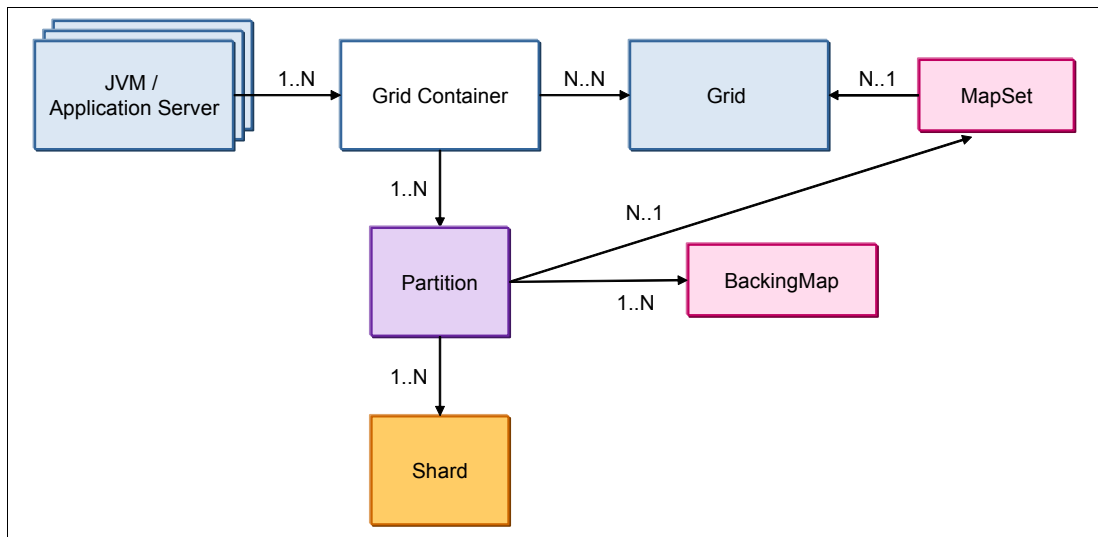 JVM /
Application Server
1..N
Grid Container
N..N
Grid
N..1
MapSet
1..N
N..1
Partition
BackingMap
1..N
1..N
Shard